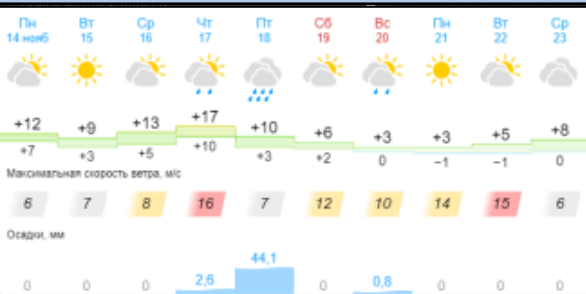 Пн Вт Ср Чт Пт Сб Вс Пн Вт Ср
14 нояб 15 16 17 18 19 20 21 22 23
+12 +9 +13 +17 +10 +6 +3 +3 +5 +8
+7 +3 +5 +10 +3 +2 0 −1 −1 0
Максимальная скорость ветра, м/с
6 7 8 16 7 12 10 14 15 6
Осадки, мм
0 0 0 2,6 44,1 0 0,8 0 0 0